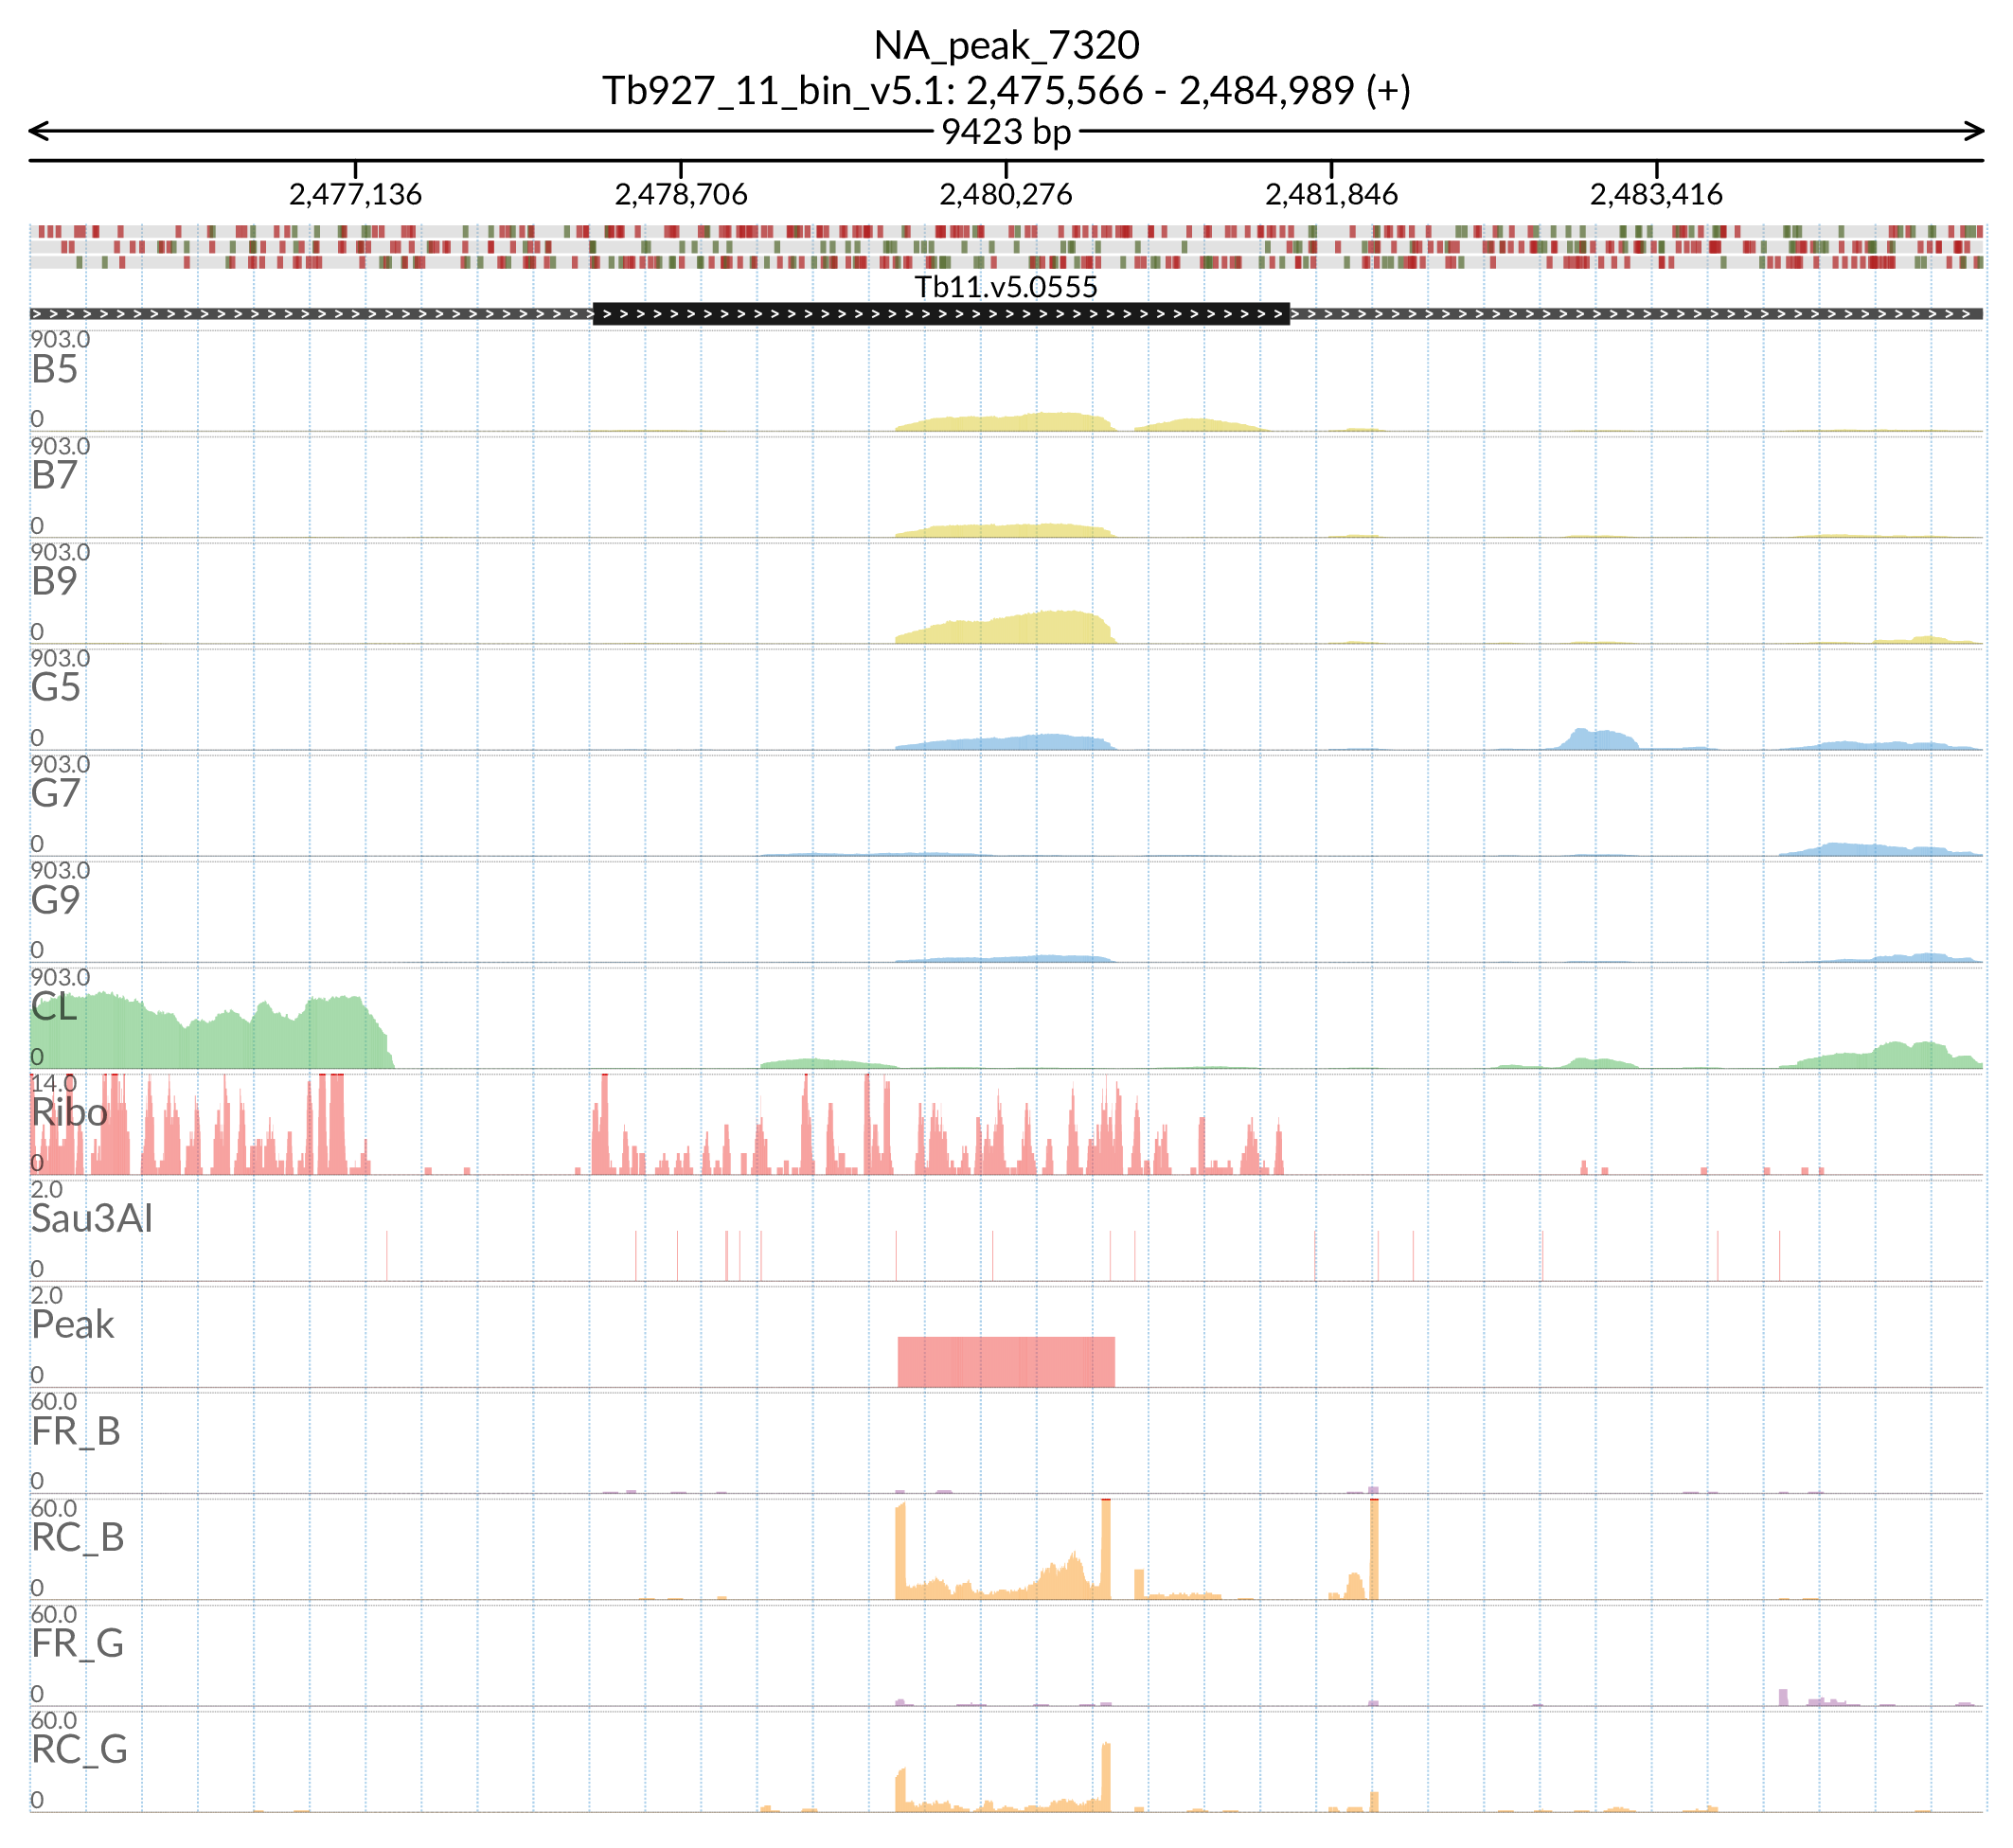 NA_peak_7320
Tb927_11_bin_v5.1: 2,475,566 - 2,484,989 (+)
9423 bp
2,477,136 2,478,706 2,480,276 2,481,846 2,483,416
Tb11.v5.0555
903.0
B5
0
903.0
B7
0
903.0
B9
0
903.0
G5
0
903.0
G7
0
903.0
G9
0
903.0
CL
0
14.0
Ribo
0
2.0
Sau3AI
0
2.0
Peak
0
60.0
FR_B
0
60.0
RC_B
0
60.0
FR_G
0
60.0
RC_G
0